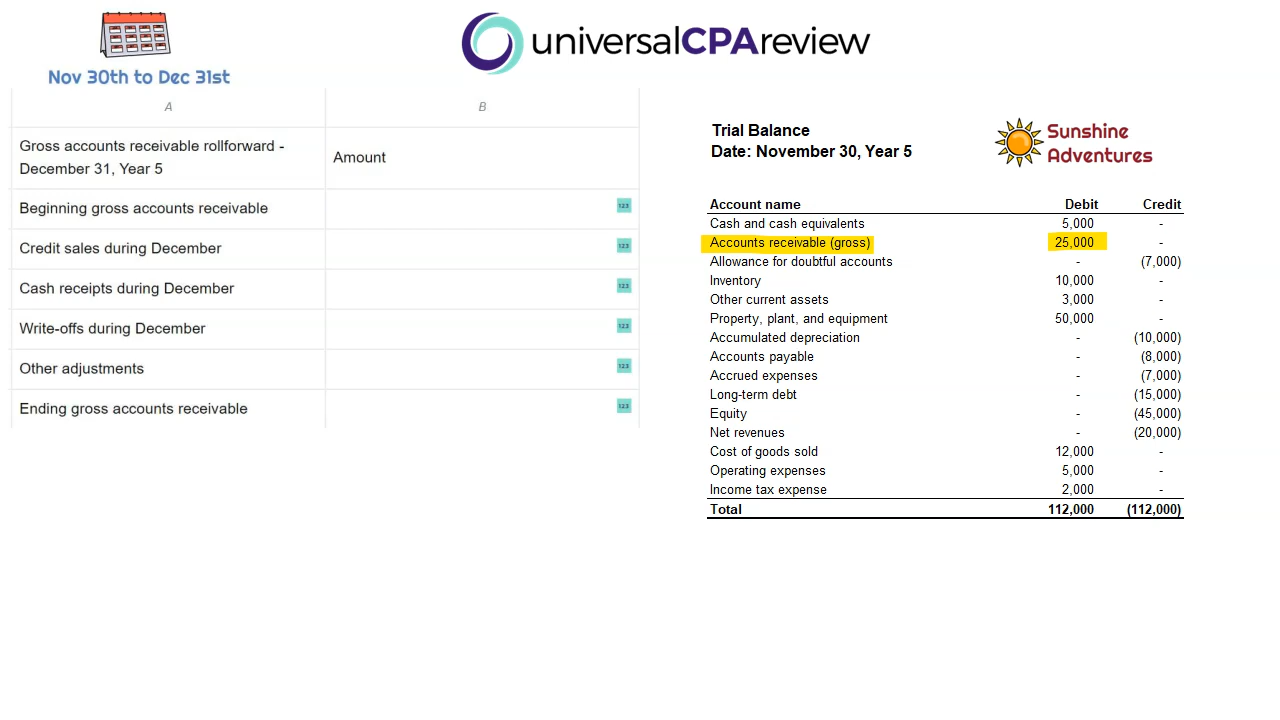 universalCPAreview
Nov 30th to Dec 31st
A B
Gross accounts receivable rollforward -
December 31, Year 5
Amount
Beginning gross accounts receivable 123
Credit sales during December 123
Cash receipts during December 123
Write-offs during December 123
Other adjustments 123
Ending gross accounts receivable 123
Trial Balance
Date: November 30, Year 5
Sunshine
Adventures
Account name Debit Credit
Cash and cash equivalents 5,000 -
Accounts receivable (gross) 25,000 -
Allowance for doubtful accounts - (7,000)
Inventory 10,000 -
Other current assets 3,000 -
Property, plant, and equipment 50,000 -
Accumulated depreciation - (10,000)
Accounts payable - (8,000)
Accrued expenses - (7,000)
Long-term debt - (15,000)
Equity - (45,000)
Net revenues - (20,000)
Cost of goods sold 12,000 -
Operating expenses 5,000 -
Income tax expense 2,000 -
Total 112,000 (112,000)